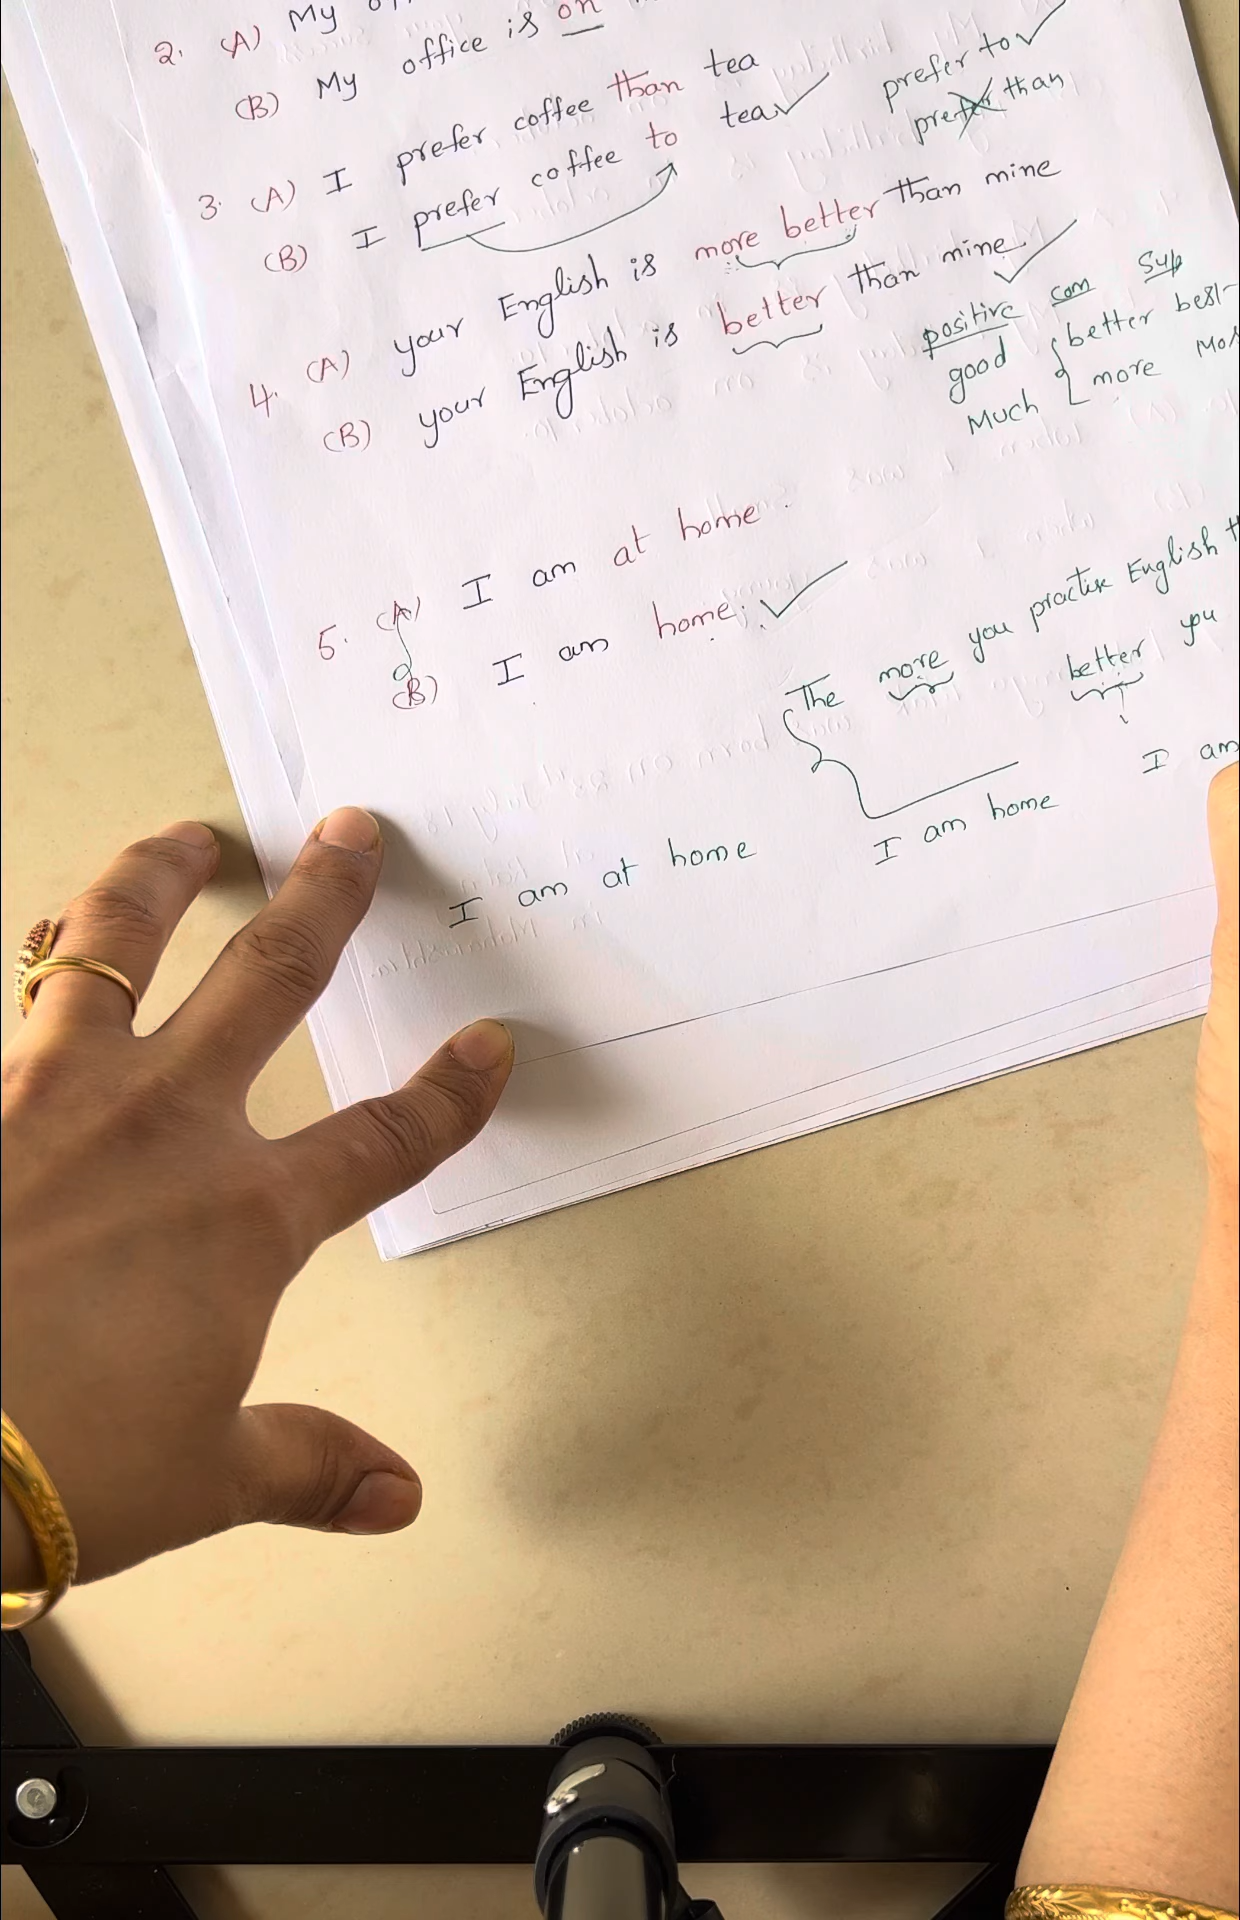 2. (A) My
(B) My office is on
3. (A) I prefer coffee than tea
(B) I prefer coffee to tea
prefer to
prefer than
4. (A) your English is more better than mine
(B) your English is better than mine
positive com Sup
good better best
Much more
5. (A) I am at home
(B) I am home
The more you practise English
better you
I am at home
I am home
I am